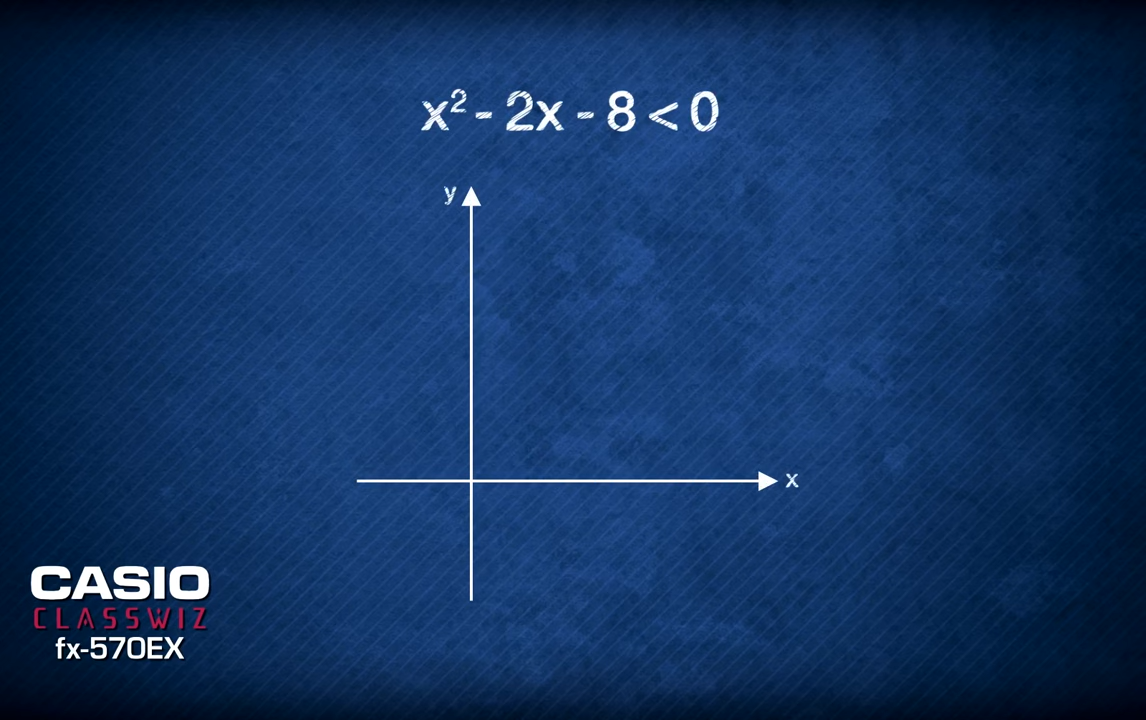 x² - 2x - 8 < 0
y
x
CASIO
CLASSWIZ
fx-570EX